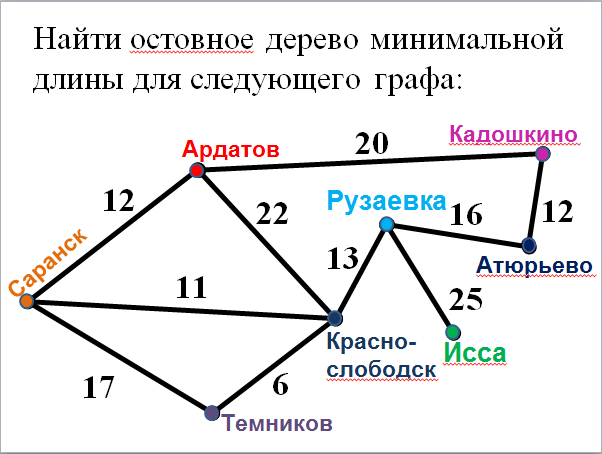 Найти остовное дерево минимальной
длины для следующего графа:
Кадошкино
20
Ардатов
12
22
Рузаевка
16
12
Саранск
11
13
Атюрьево
25
Красно-
слободск
Исса
17
6
Темников